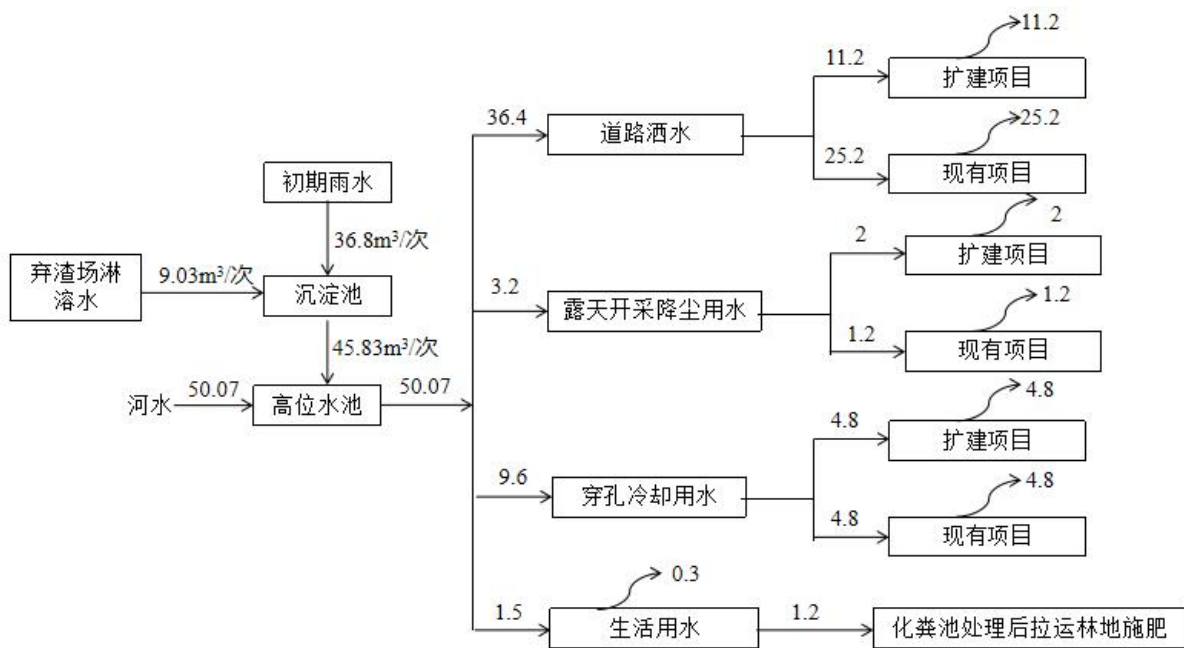 11.2
11.2
扩建项目
36.4
道路洒水
25.2
25.2
现有项目
初期雨水
36.8m³/次
2
2
扩建项目
弃渣场淋
溶水
9.03m³/次
沉淀池
3.2
露天开采降尘用水
1.2
1.2
现有项目
45.83m³/次
河水
50.07
高位水池
50.07
4.8
4.8
扩建项目
9.6
穿孔冷却用水
4.8
4.8
现有项目
0.3
1.5
生活用水
1.2
化粪池处理后拉运林地施肥